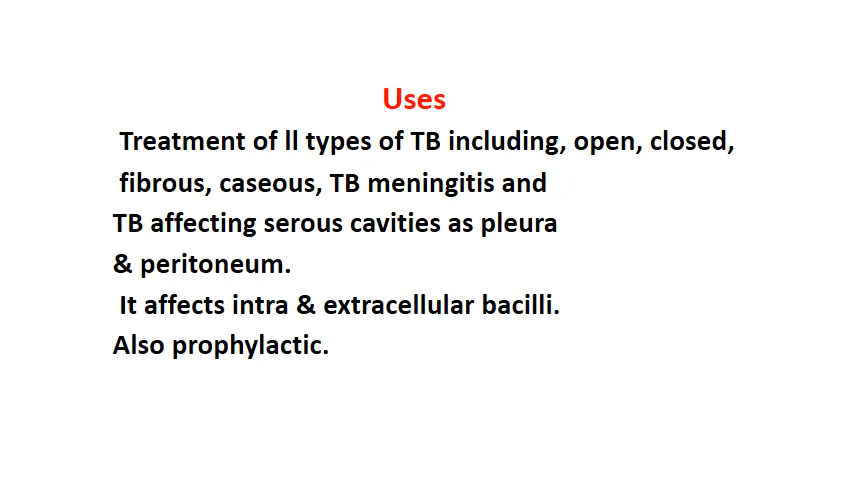 Uses
Treatment of ll types of TB including, open, closed,
fibrous, caseous, TB meningitis and
TB affecting serous cavities as pleura
& peritoneum.
It affects intra & extracellular bacilli.
Also prophylactic.